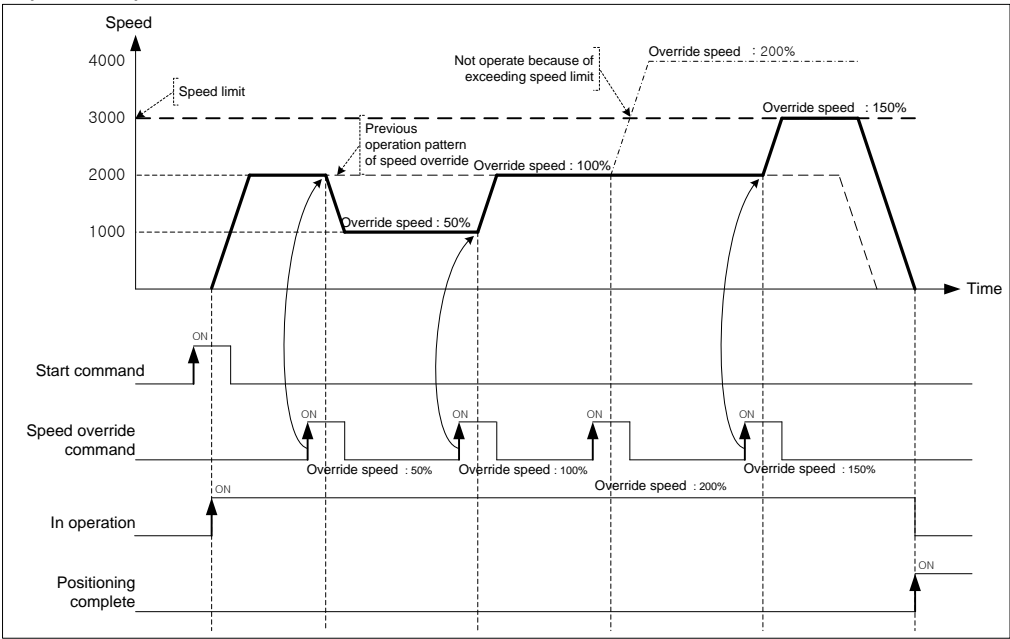 Speed
4000
Override speed : 200%
Not operate because of
exceeding speed limit
Speed limit
Override speed : 150%
3000
Previous
operation pattern
of speed override
Override speed : 100%
2000
Override speed : 50%
1000
Time
ON
Start command
ON
ON
ON
ON
Speed override
command
Override speed : 50%
Override speed : 100%
Override speed : 150%
Override speed : 200%
ON
In operation
ON
Positioning
complete